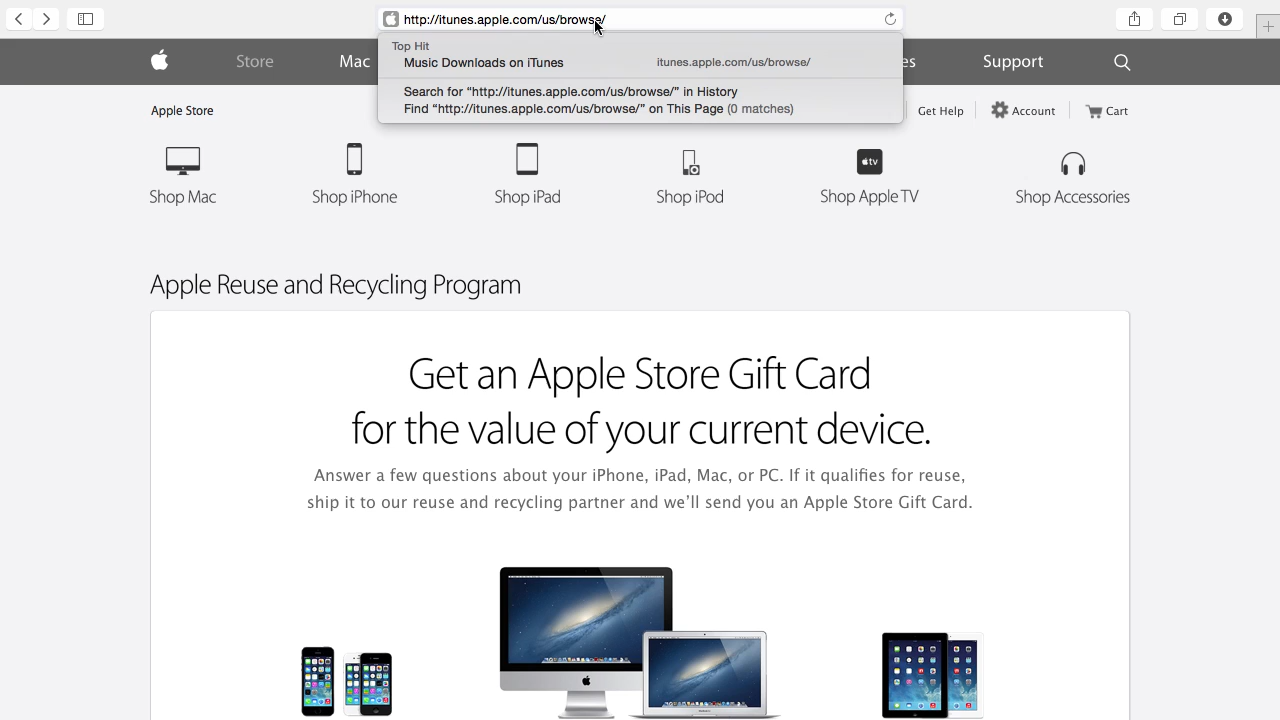 http://itunes.apple.com/us/browse/
Top Hit
Music Downloads on iTunes itunes.apple.com/us/browse/
Search for “http://itunes.apple.com/us/browse/” in History
Find “http://itunes.apple.com/us/browse/” on This Page (0 matches)
Store Mac es Support
Apple Store Get Help Account Cart
tv
Shop Mac Shop iPhone Shop iPad Shop iPod Shop Apple TV Shop Accessories
Apple Reuse and Recycling Program
Get an Apple Store Gift Card
for the value of your current device.
Answer a few questions about your iPhone, iPad, Mac, or PC. If it qualifies for reuse,
ship it to our reuse and recycling partner and we’ll send you an Apple Store Gift Card.